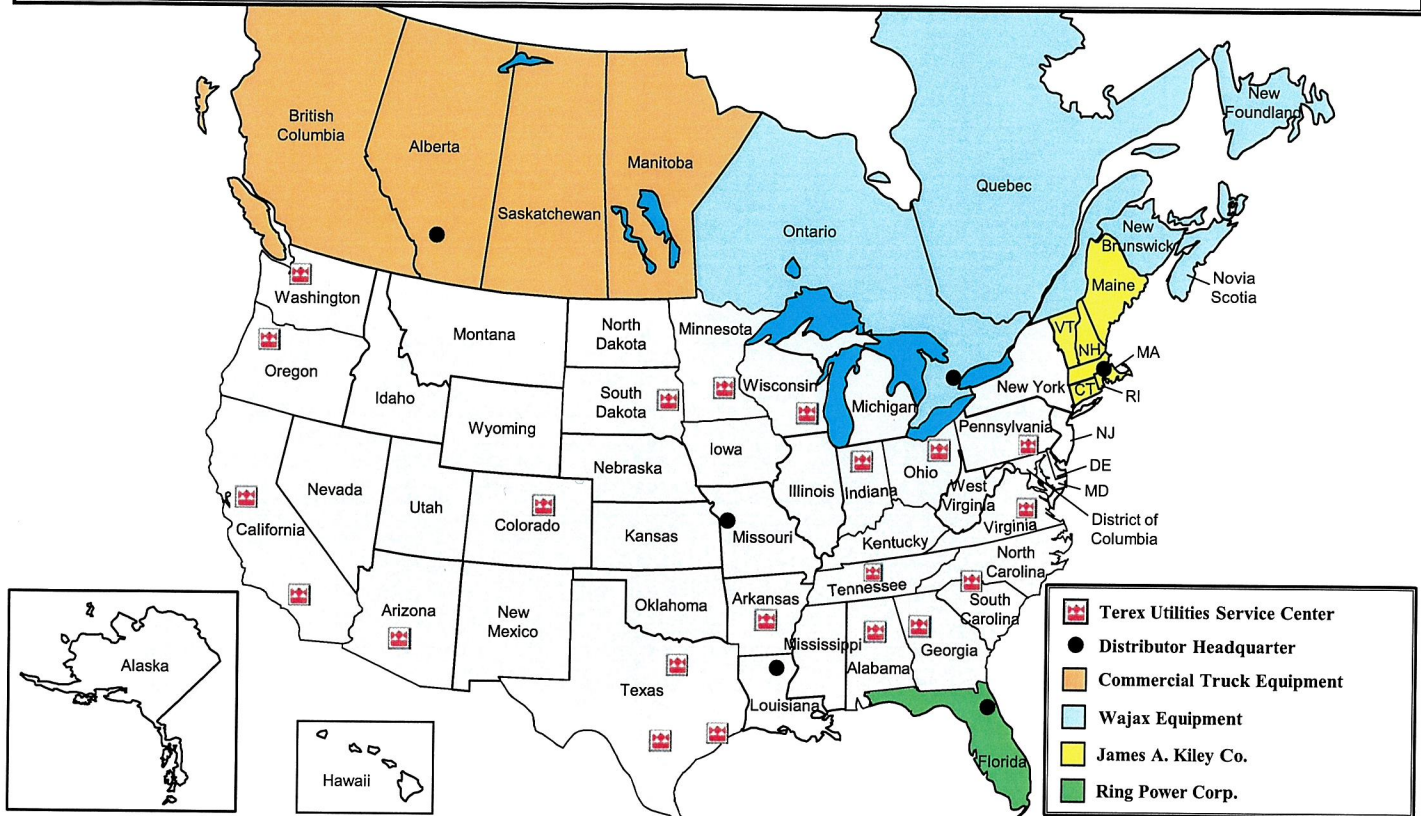 British
Columbia
Alberta
Saskatchewan
Manitoba
Ontario
Quebec
New
Foundland
New
Brunswick
Novia
Scotia
Washington
Oregon
Idaho
Montana
North
Dakota
South
Dakota
Minnesota
Wisconsin
Michigan
New York
Maine
VT
NH
MA
CT
RI
Pennsylvania
NJ
DE
MD
District of
Columbia
Wyoming
Nebraska
Iowa
Illinois
Indiana
Ohio
West
Virginia
Virginia
California
Nevada
Utah
Colorado
Kansas
Missouri
Kentucky
North
Carolina
Tennessee
South
Carolina
Arizona
New
Mexico
Oklahoma
Arkansas
Mississippi
Alabama
Georgia
Texas
Louisiana
Florida
Alaska
Hawaii
Terex Utilities Service Center
Distributor Headquarter
Commercial Truck Equipment
Wajax Equipment
James A. Kiley Co.
Ring Power Corp.